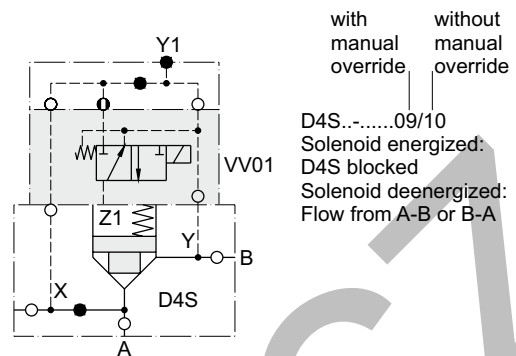 Y1
VV01
Z1
Y
B
X
D4S
A
with manual override
without manual override
D4S..-......09/10
Solenoid energized:
D4S blocked
Solenoid deenergized:
Flow from A-B or B-A